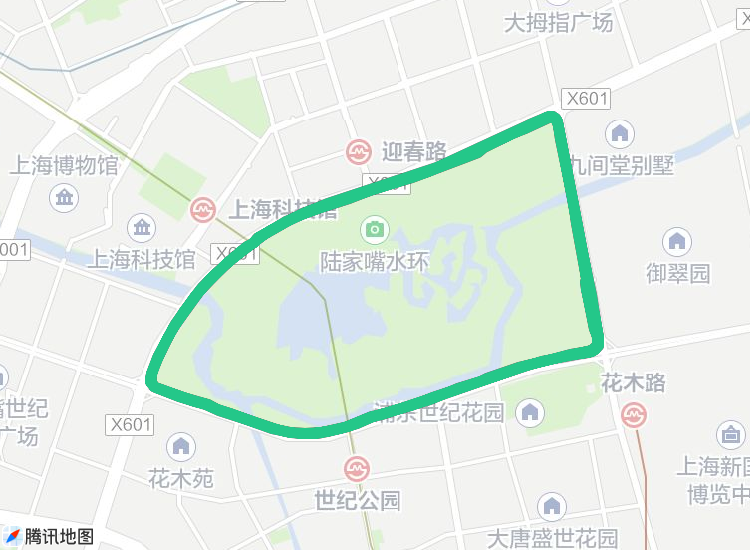 大拇指广场
X601
X601
迎春路
九间堂别墅
上海博物馆
X601
上海科技馆
上海科技馆
X601
001
陆家嘴水环
御翠园
花木路
浦东世纪花园
世纪
广场
X601
花木苑
世纪公园
上海新国
博览中
大唐盛世花园
腾讯地图